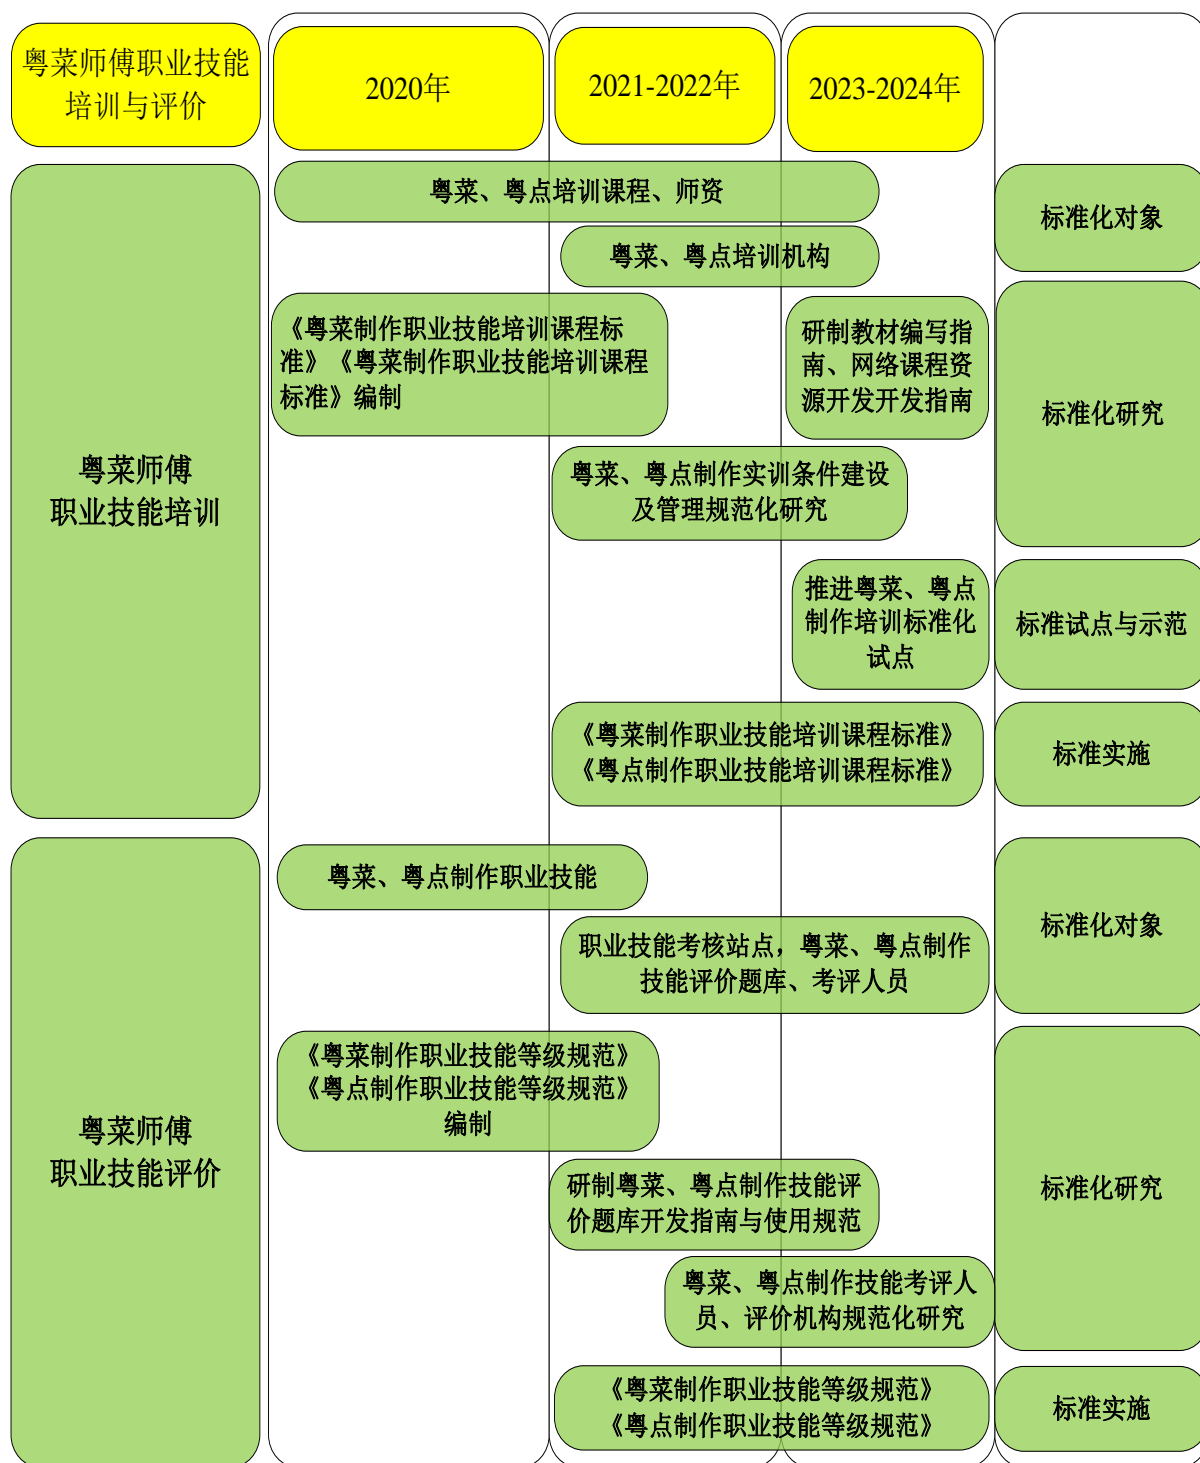 粤菜师傅职业技能
培训与评价
2020年
2021-2022年
2023-2024年
粤菜师傅
职业技能培训
粤菜、粤点培训课程、师资
粤菜、粤点培训机构
标准化对象
《粤菜制作职业技能培训课程标
准》《粤菜制作职业技能培训课程
标准》编制
研制教材编写指
南、网络课程资
源开发开发指南
粤菜、粤点制作实训条件建设
及管理规范化研究
标准化研究
推进粤菜、粤点
制作培训标准化
试点
标准试点与示范
《粤菜制作职业技能培训课程标准》
《粤点制作职业技能培训课程标准》
标准实施
粤菜师傅
职业技能评价
粤菜、粤点制作职业技能
职业技能考核站点，粤菜、粤点制作
技能评价题库、考评人员
标准化对象
《粤菜制作职业技能等级规范》
《粤点制作职业技能等级规范》
编制
研制粤菜、粤点制作技能评
价题库开发指南与使用规范
粤菜、粤点制作技能考评人
员、评价机构规范化研究
标准化研究
《粤菜制作职业技能等级规范》
《粤点制作职业技能等级规范》
标准实施